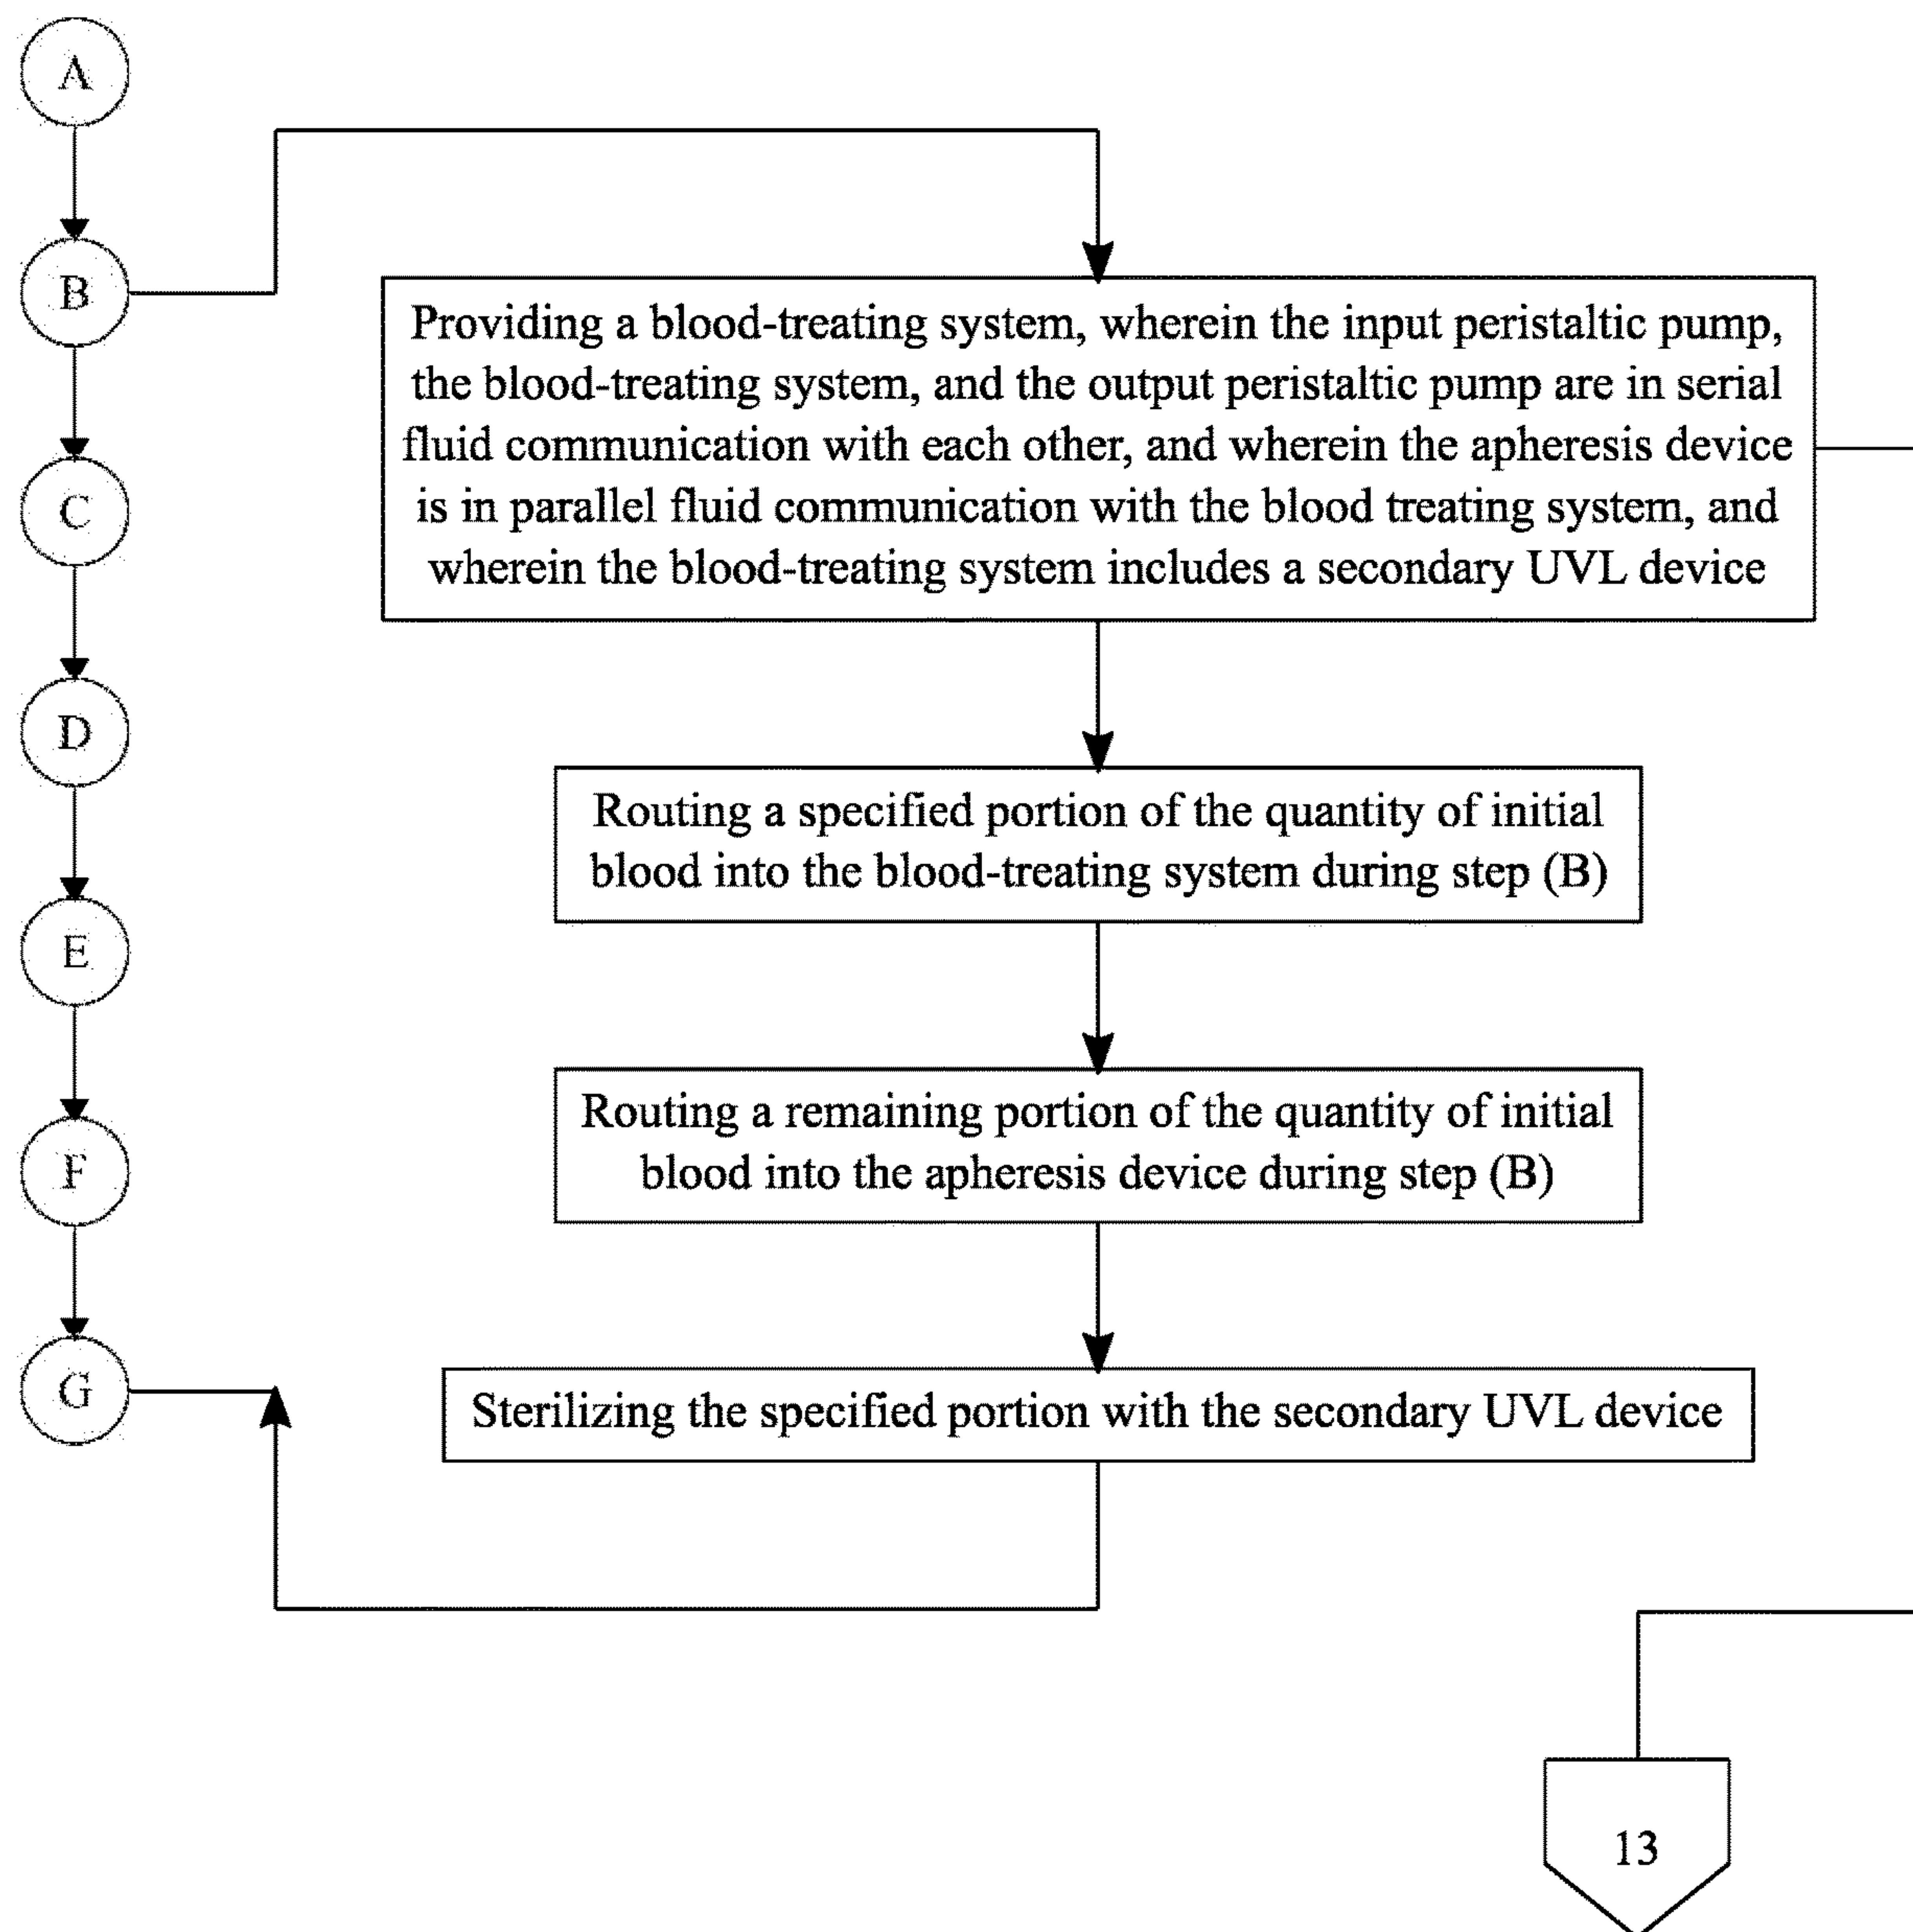 A
B
C
D
E
F
G
Providing a blood-treating system, wherein the input peristaltic pump,
the blood-treating system, and the output peristaltic pump are in serial
fluid communication with each other, and wherein the apheresis device
is in parallel fluid communication with the blood treating system, and
wherein the blood-treating system includes a secondary UVL device
Routing a specified portion of the quantity of initial
blood into the blood-treating system during step (B)
Routing a remaining portion of the quantity of initial
blood into the apheresis device during step (B)
Sterilizing the specified portion with the secondary UVL device
13